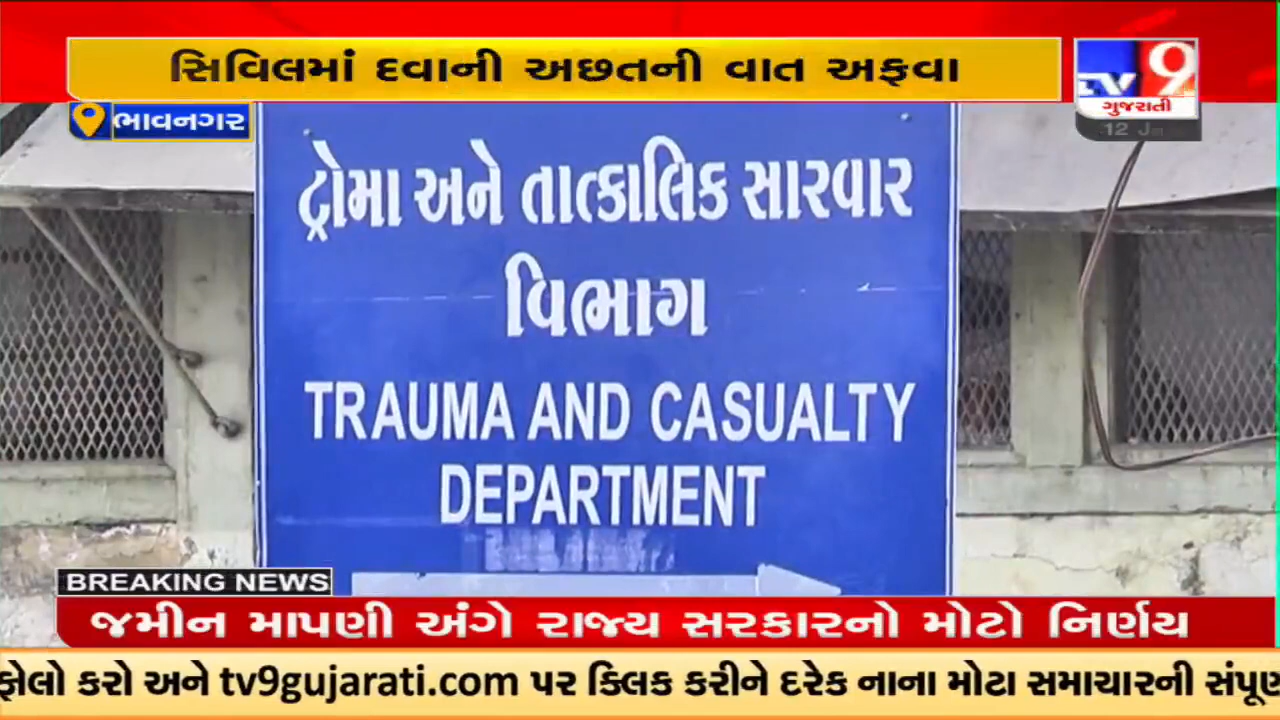 સિવિલમાં દવાની અછતની વાત અફવા
TV9
ગુજરાતી
ભાવનગર
ટ્રોમા અને તાત્કાલિક સારવાર
વિભાગ
TRAUMA AND CASUALTY
DEPARTMENT
BREAKING NEWS
જમીન માપણી અંગે રાજ્ય સરકારનો મોટો નિર્ણય
કરો અને tv9gujarati.com પર ક્લિક કરીને દરેક નાના મોટા સમાચારની